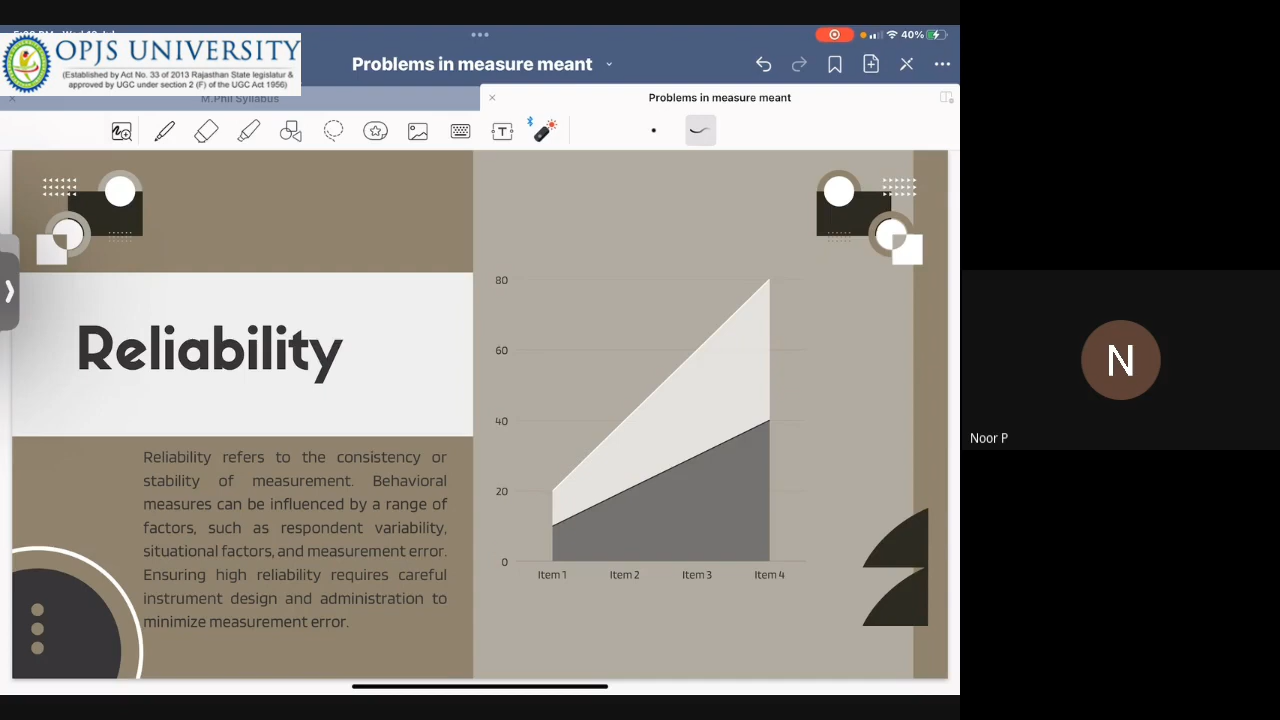 OPJS UNIVERSITY
(Established by Act No. 33 of 2013 Rajasthan State legislatur &
approved by UGC under section 2 (F) of the UGC Act 1956)
40%
Problems in measure meant
M.Phil Syllabus
Problems in measure meant
T
Reliability
Reliability refers to the consistency or
stability of measurement. Behavioral
measures can be influenced by a range of
factors, such as respondent variability,
situational factors, and measurement error.
Ensuring high reliability requires careful
instrument design and administration to
minimize measurement error.
80
60
40
20
0
Item 1 Item 2 Item 3 Item 4
N
Noor P